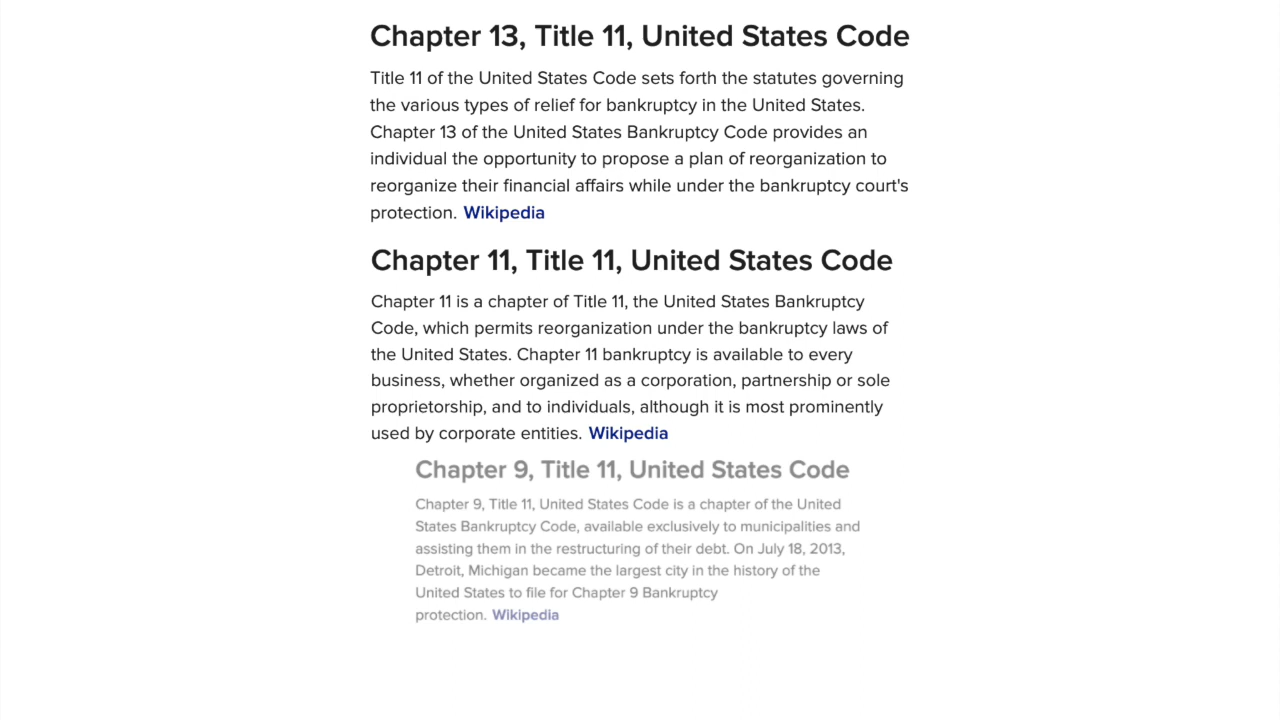 Chapter 13, Title 11, United States Code
Title 11 of the United States Code sets forth the statutes governing
the various types of relief for bankruptcy in the United States.
Chapter 13 of the United States Bankruptcy Code provides an
individual the opportunity to propose a plan of reorganization to
reorganize their financial affairs while under the bankruptcy court's
protection. Wikipedia
Chapter 11, Title 11, United States Code
Chapter 11 is a chapter of Title 11, the United States Bankruptcy
Code, which permits reorganization under the bankruptcy laws of
the United States. Chapter 11 bankruptcy is available to every
business, whether organized as a corporation, partnership or sole
proprietorship, and to individuals, although it is most prominently
used by corporate entities. Wikipedia
Chapter 9, Title 11, United States Code
Chapter 9, Title 11, United States Code is a chapter of the United
States Bankruptcy Code, available exclusively to municipalities and
assisting them in the restructuring of their debt. On July 18, 2013,
Detroit, Michigan became the largest city in the history of the
United States to file for Chapter 9 Bankruptcy
protection. Wikipedia